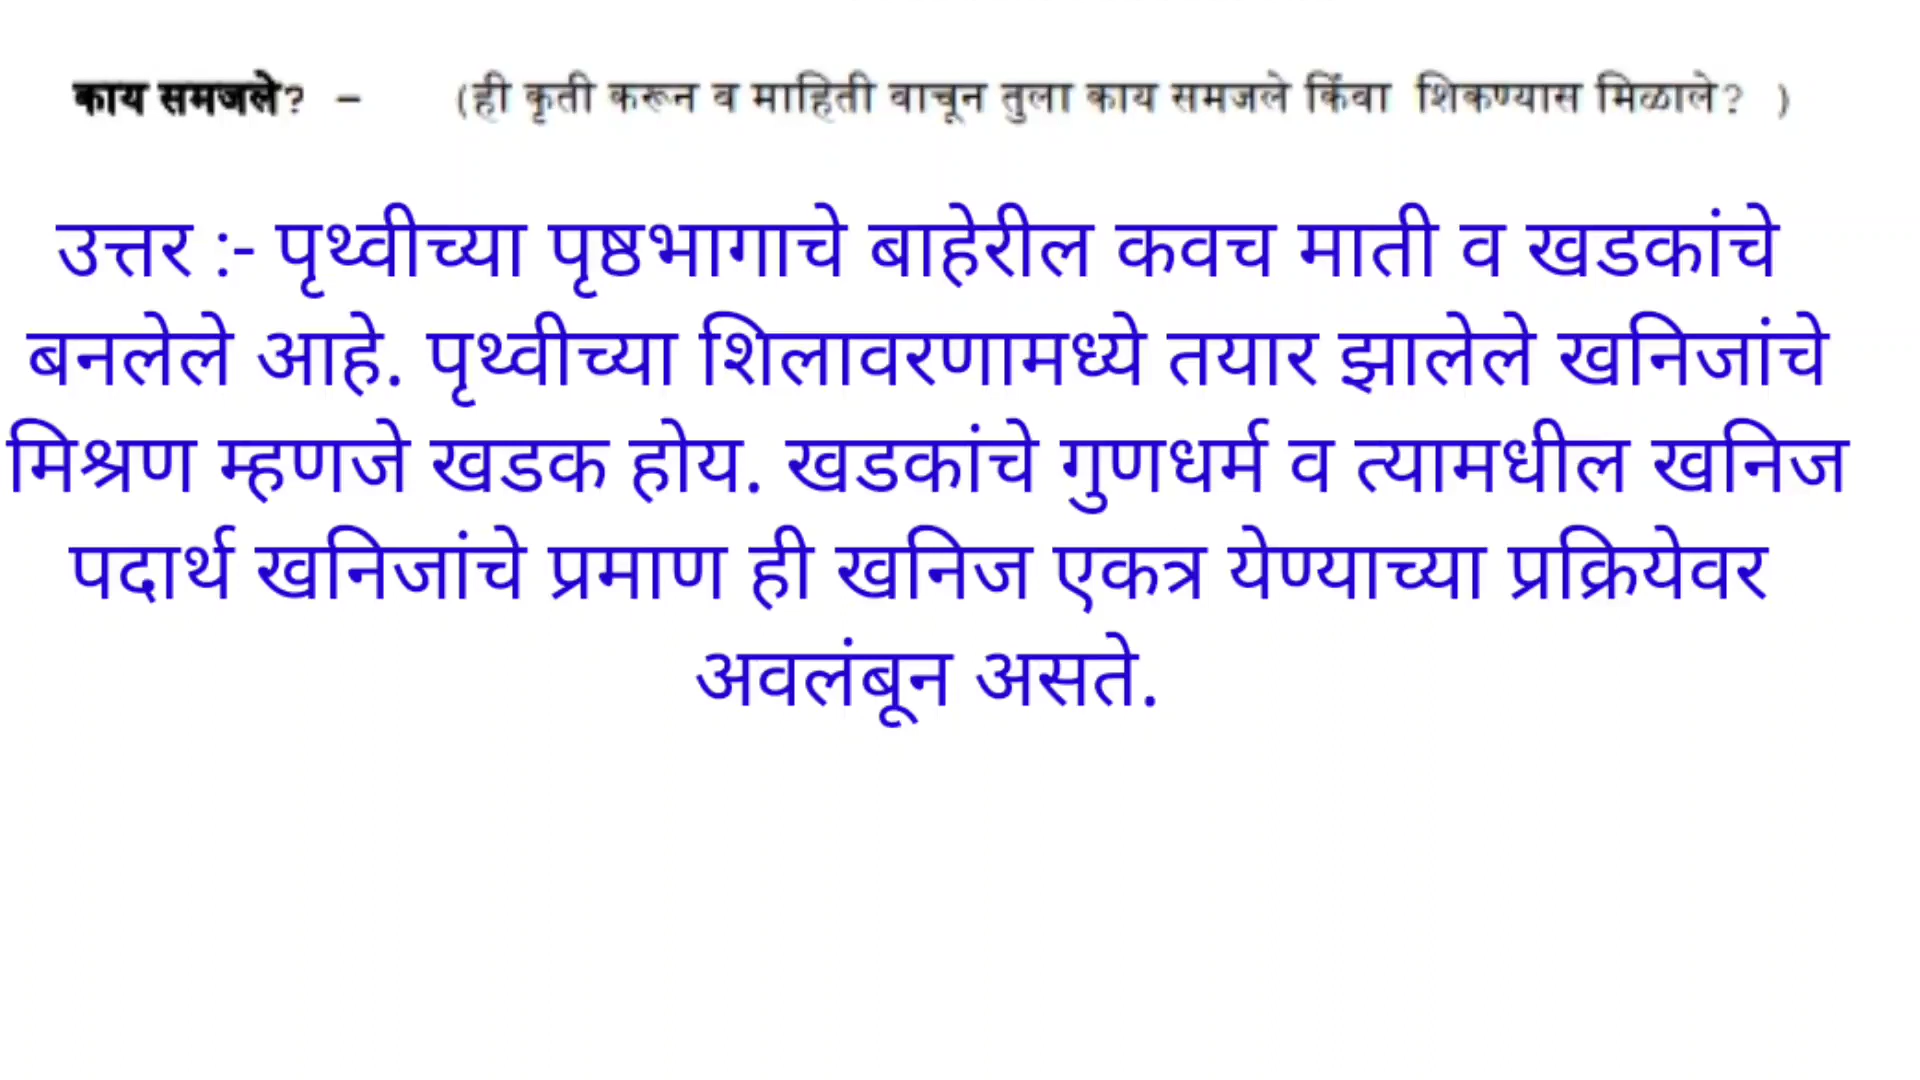 काय समजले? – (ही कृती करून व माहिती वाचून तुला काय समजले किंवा शिकण्यास मिळाले? )
उत्तर :- पृथ्वीच्या पृष्ठभागाचे बाहेरील कवच माती व खडकांचे
बनलेले आहे. पृथ्वीच्या शिलावरणामध्ये तयार झालेले खनिजांचे
मिश्रण म्हणजे खडक होय. खडकांचे गुणधर्म व त्यामधील खनिज
पदार्थ खनिजांचे प्रमाण ही खनिज एकत्र येण्याच्या प्रक्रियेवर
अवलंबून असते.